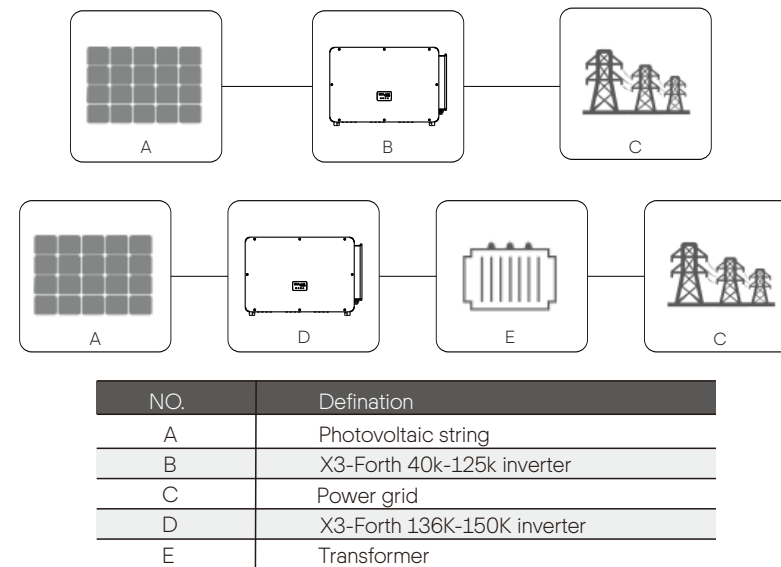 A
B
C
A
D
E
C
NO. Defination
A Photovoltaic string
B X3-Forth 40k-125k inverter
C Power grid
D X3-Forth 136K-150K inverter
E Transformer